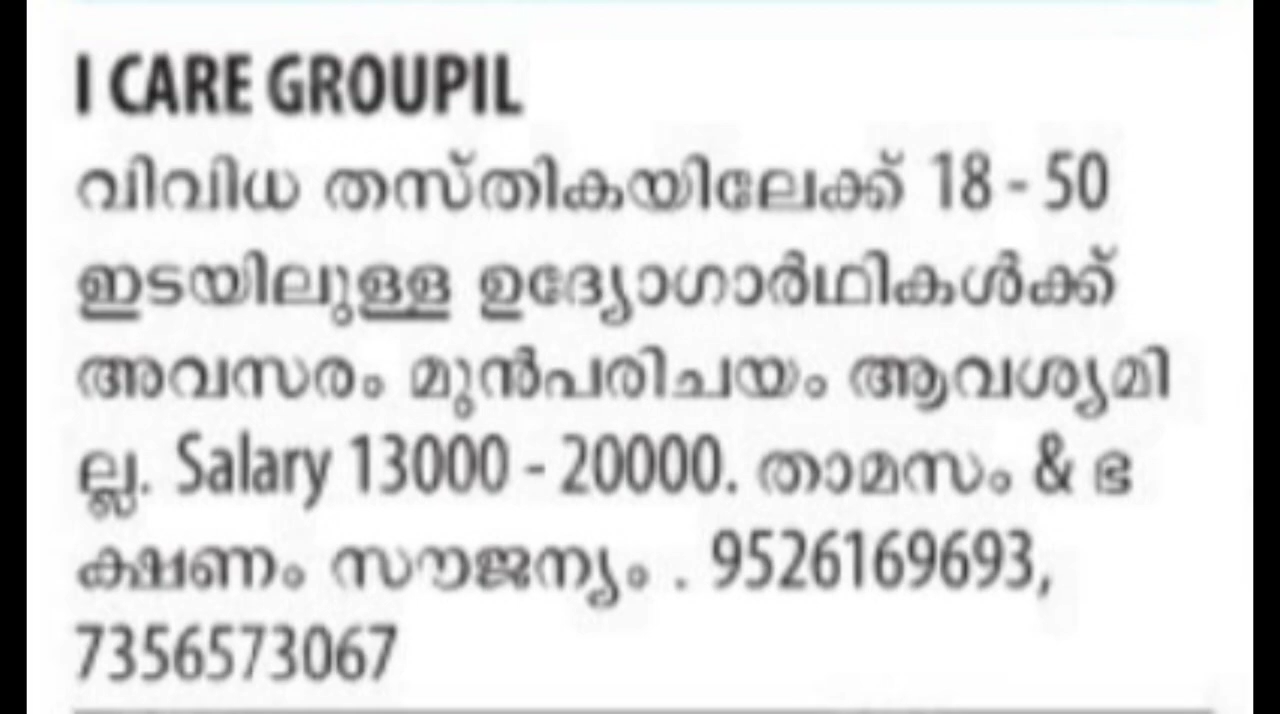 I CARE GROUPIL
വിവിധ തസ്തികയിലേക്ക് 18 - 50
ഇടയിലുള്ള ഉദ്യോഗാർഥികൾക്ക്
അവസരം മുൻപരിചയം ആവശ്യമി
ല്ല. Salary 13000 - 20000. താമസം & ഭ
ക്ഷണം സൗജന്യം . 9526169693,
7356573067